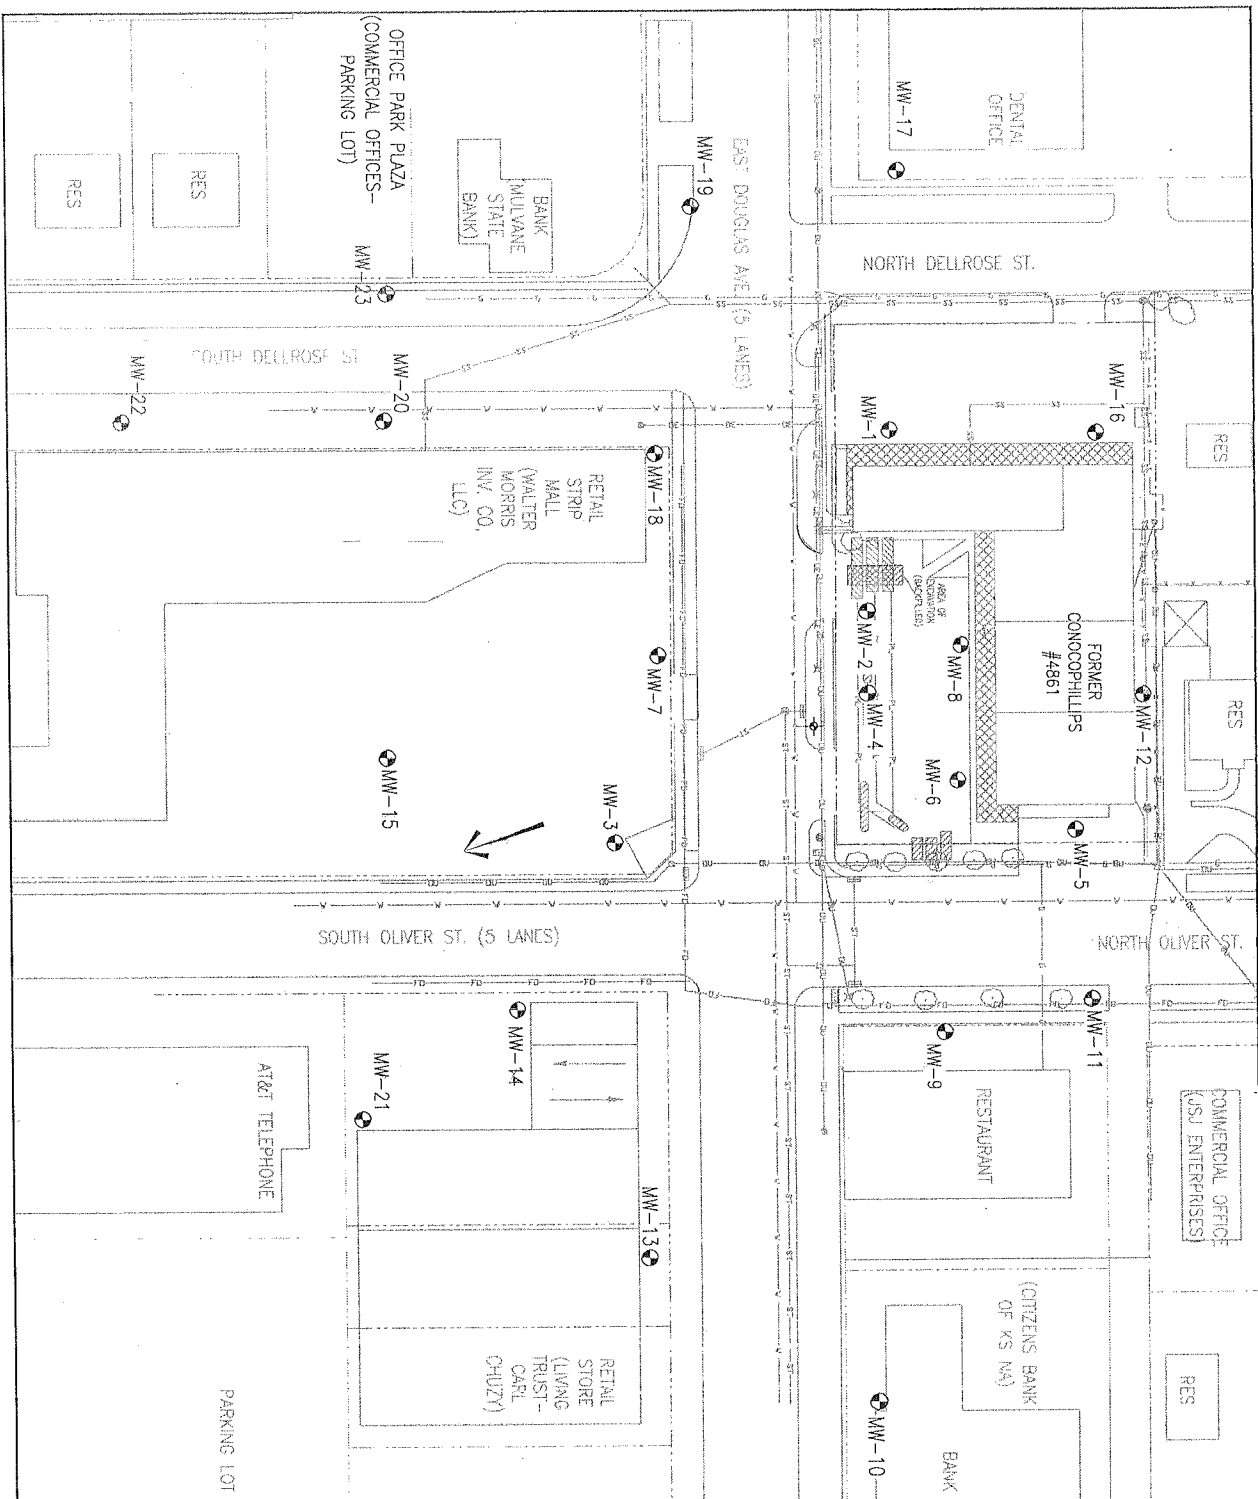 OFFICE PARK PLAZA
(COMMERCIAL OFFICES-
PARKING LOT)
MW-17
DENTAL
OFFICE
MW-19
EAST DOUGLAS AVE. (5 LANES)
NORTH DELLROSE ST.
RES
RES
BANK
(MULVANE
STATE
BANK)
MW-23
SOUTH DELLROSE ST
MW-22
MW-20
MW-18
MW-1
MW-16
RES
RETAIL
STRIP
MALL
(WALTER
MORRIS
INV. CO,
LLC)
AREA OF
EXCAVATION
(BACKFILLED)
MW-2
MW-8
FORMER
CONOCOPHILLIPS
#4861
MW-7
MW-4
MW-12
RES
MW-15
MW-3
MW-6
MW-5
SOUTH OLIVER ST. (5 LANES)
NORTH OLIVER ST.
MW-14
MW-9
MW-11
MW-21
AT&T TELEPHONE
RESTAURANT
COMMERCIAL OFFICE
(JSJ ENTERPRISES)
MW-13
(CITIZENS BANK
OF KS NA)
RETAIL
STORE
(LIVING
TRUST-
CARL
CHUZY)
RES
MW-10
BANK
PARKING LOT